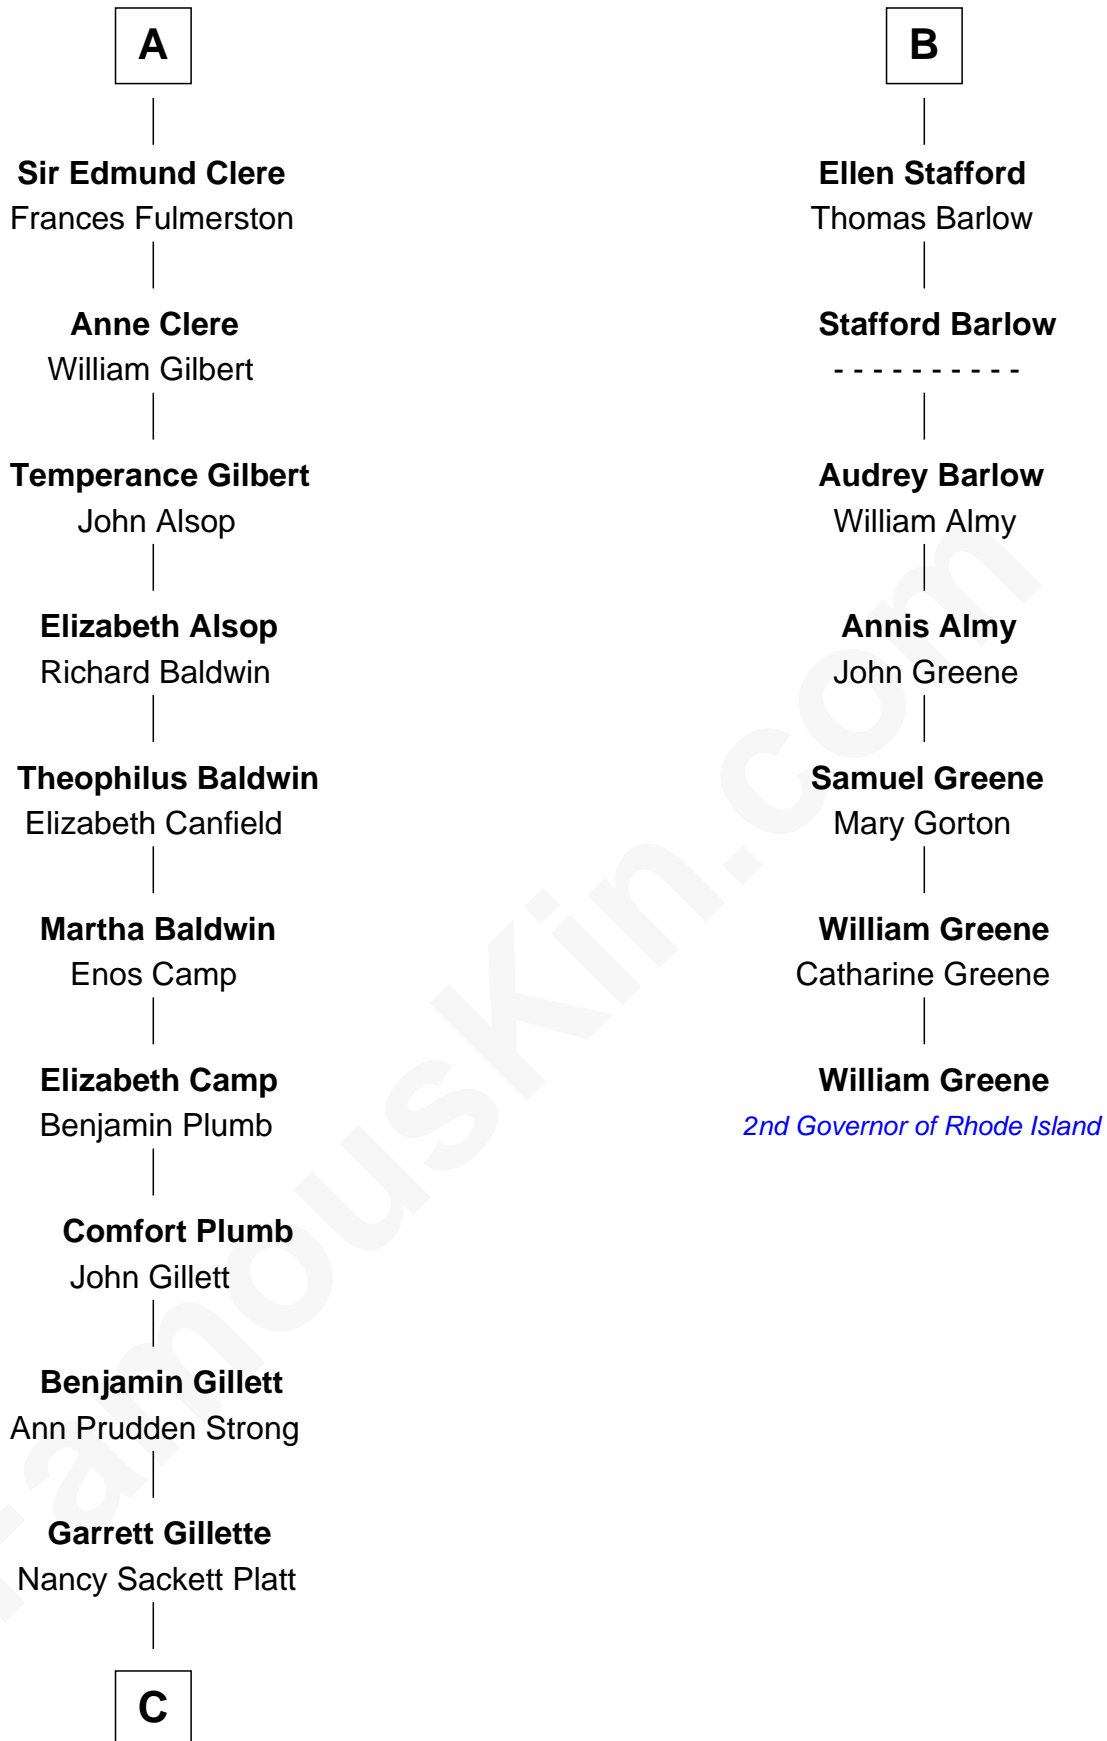 A
Sir Edmund Clere
Frances Fulmerston
Anne Clere
William Gilbert
Temperance Gilbert
John Alsop
Elizabeth Alsop
Richard Baldwin
Theophilus Baldwin
Elizabeth Canfield
Martha Baldwin
Enos Camp
Elizabeth Camp
Benjamin Plumb
Comfort Plumb
John Gillett
Benjamin Gillett
Ann Prudden Strong
Garrett Gillette
Nancy Sackett Platt
C
B
Ellen Stafford
Thomas Barlow
Stafford Barlow
- - - - - - - - - -
Audrey Barlow
William Almy
Annis Almy
John Greene
Samuel Greene
Mary Gorton
William Greene
Catharine Greene
William Greene
2nd Governor of Rhode Island
FamousKin.com